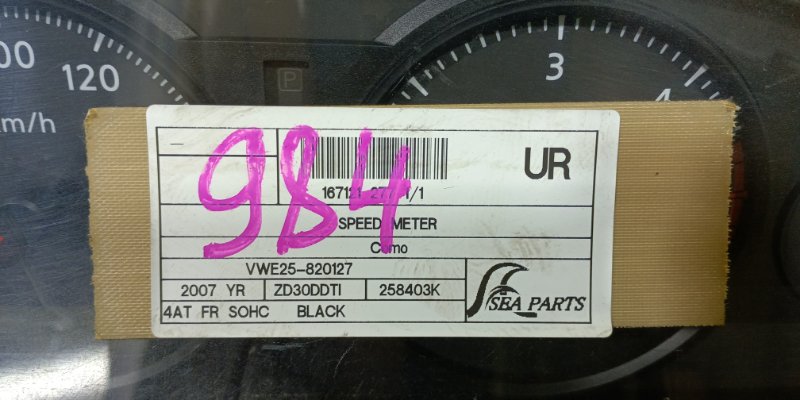 120
km/h
P
3
4
UR
984
SPEED METER
Como
VWE25-820127
2007 YR ZD30DDTI 258403K
4AT FR SOHC BLACK
SEA PARTS